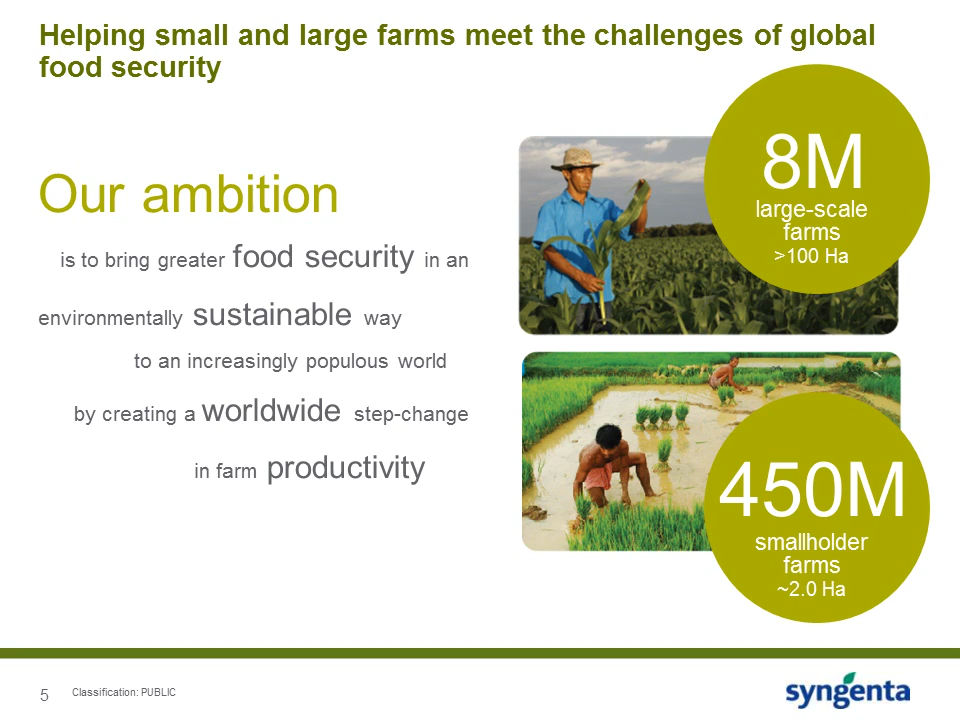 Helping small and large farms meet the challenges of global
food security
Our ambition
is to bring greater food security in an
environmentally sustainable way
to an increasingly populous world
by creating a worldwide step-change
in farm productivity
8M
large-scale
farms
>100 Ha
450M
smallholder
farms
~2.0 Ha
5
Classification: PUBLIC
syngenta